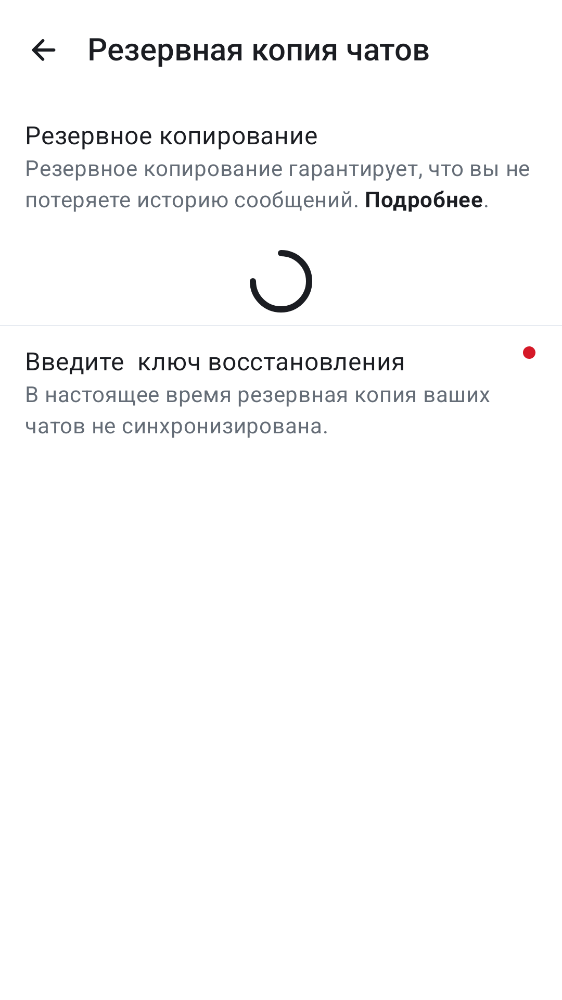 Резервная копия чатов
Резервное копирование
Резервное копирование гарантирует, что вы не
потеряете историю сообщений. Подробнее.
Введите  ключ восстановления
В настоящее время резервная копия ваших
чатов не синхронизирована.